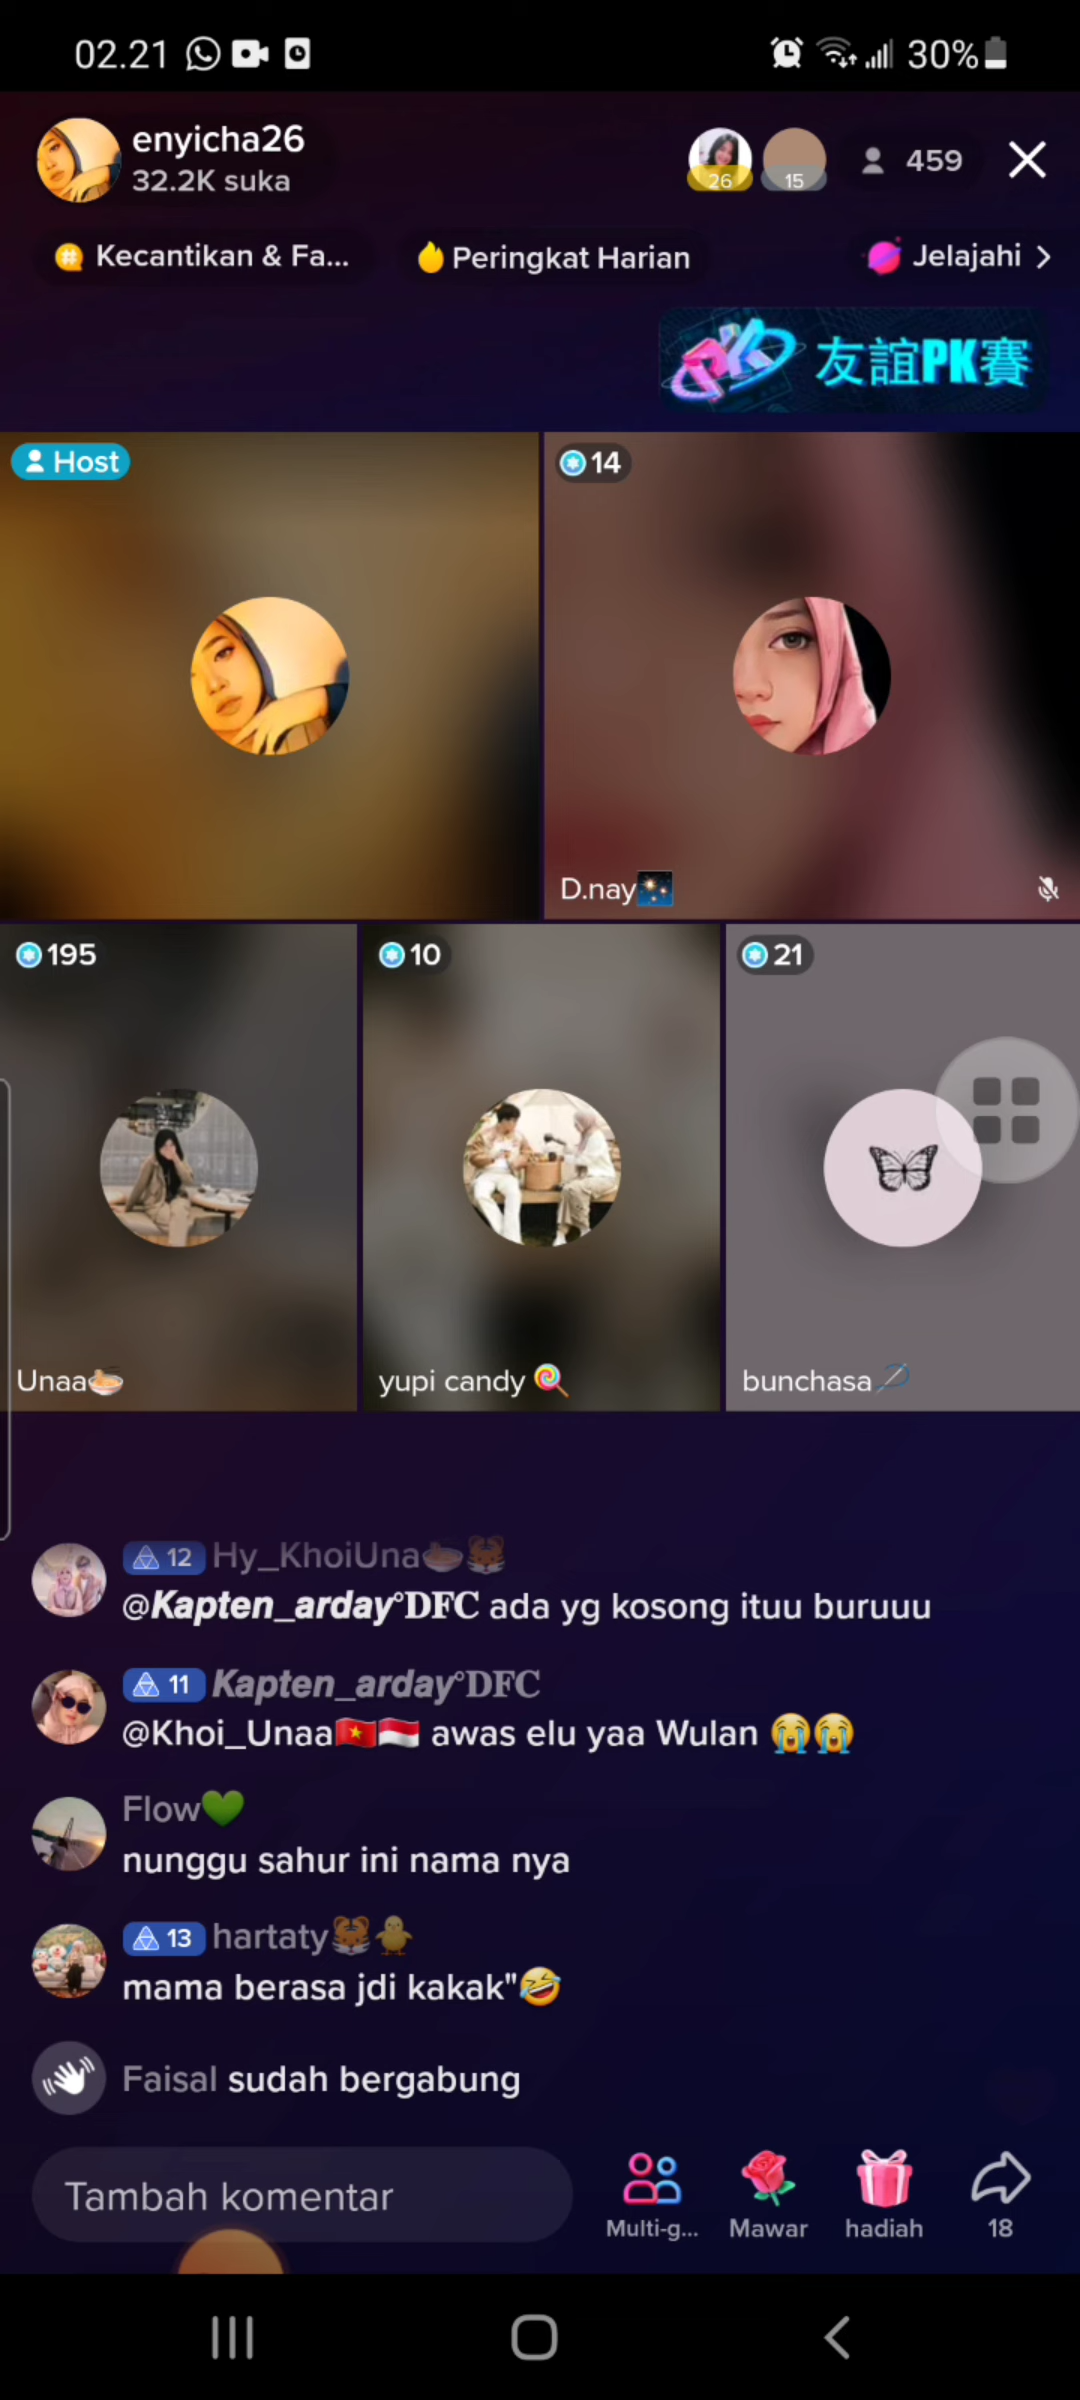 02.21 30%
enyicha26
32.2K suka
26 15 459
Kecantikan & Fa... Peringkat Harian Jelajahi >
PK 友誼PK賽
Host 14
D.nay🎇
195 10 21
Unaa🍜 yupi candy 🍭 bunchasa🪡
12 Hy_KhoiUna🍜🐯
@Kapten_arday°DFC ada yg kosong ituu buruuu
11 Kapten_arday°DFC
@Khoi_Unaa🇻🇳🇮🇩 awas elu yaa Wulan 😭😭
Flow💚
nunggu sahur ini nama nya
13 hartaty🐯🐥
mama berasa jdi kakak"🤣
Faisal sudah bergabung
Tambah komentar
Multi-g... Mawar hadiah 18